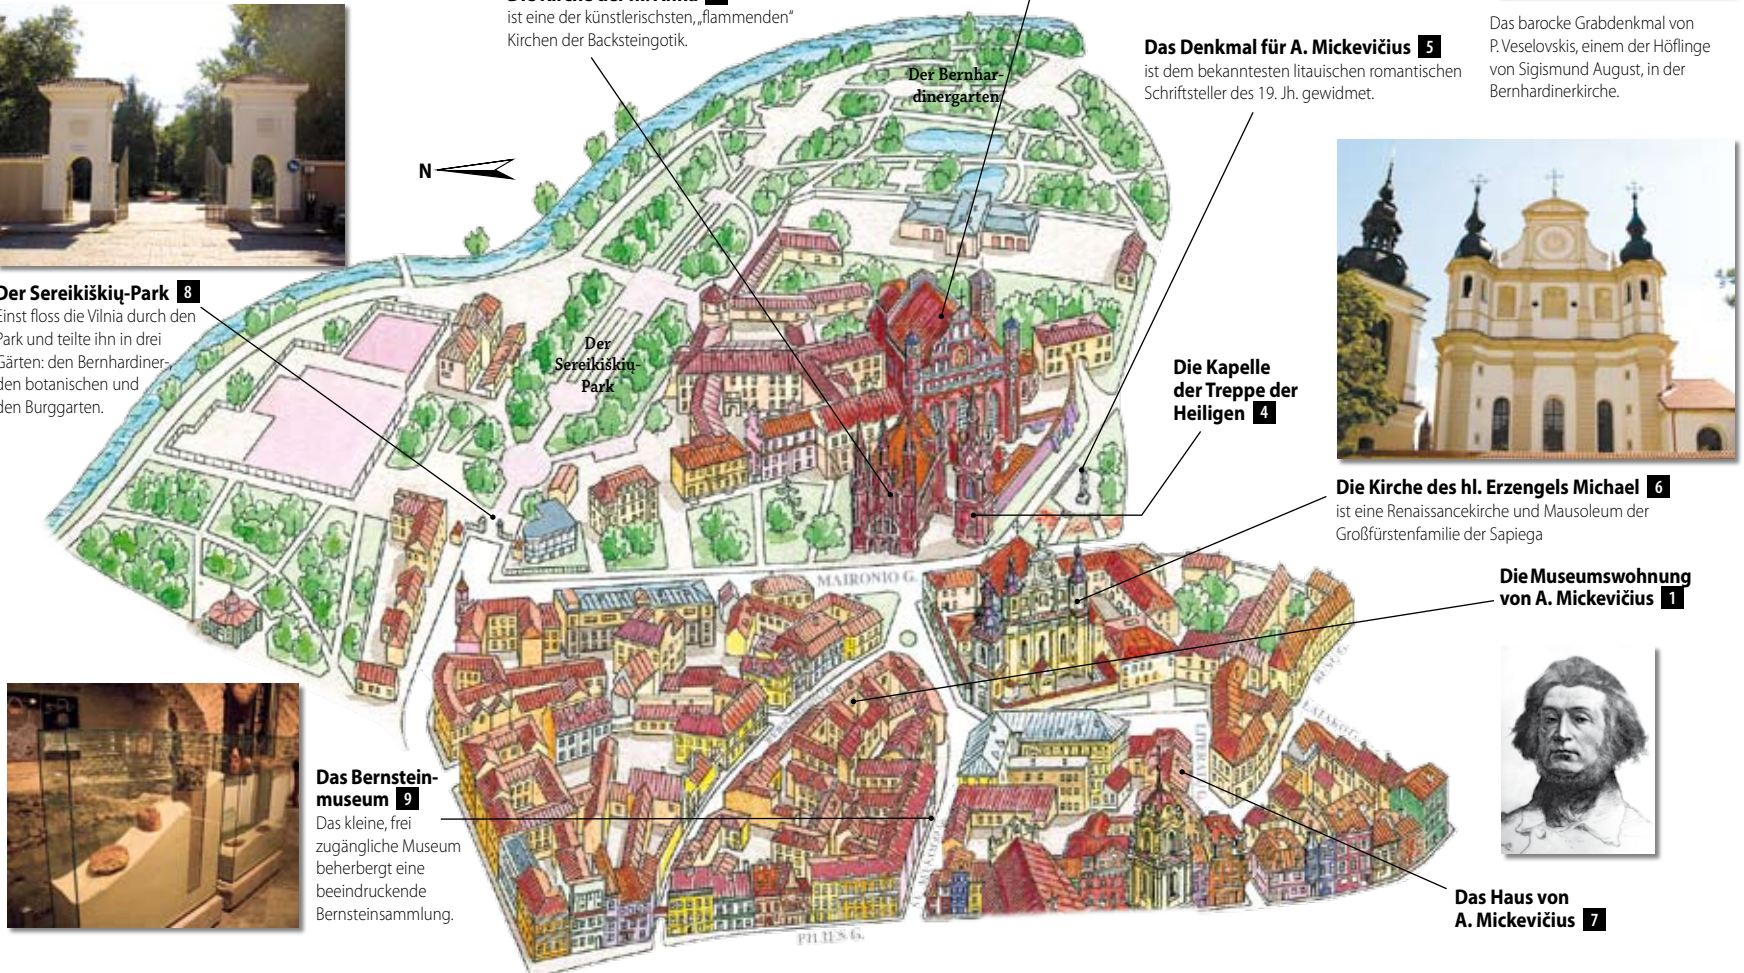 ist eine der künstlerischsten, „flammenden“
Kirchen der Backsteingotik.
Das Denkmal für A. Mickevičius 5
ist dem bekanntesten litauischen romantischen
Schriftsteller des 19. Jh. gewidmet.
Das barocke Grabdenkmal von
P. Veselovskis, einem der Höflinge
von Sigismund August, in der
Bernhardinerkirche.
Der Bernhar-
dinergarten
N
Der Sereikiškių-Park 8
Einst floss die Vilnia durch den
Park und teilte ihn in drei
Gärten: den Bernhardiner-,
den botanischen und
den Burggarten.
Der
Sereikiškių-
Park
Die Kapelle
der Treppe der
Heiligen 4
Die Kirche des hl. Erzengels Michael 6
ist eine Renaissancekirche und Mausoleum der
Großfürstenfamilie der Sapiega
MAIRONIO G.
Die Museumswohnung
von A. Mickevičius 1
Das Bernstein-
museum 9
Das kleine, frei
zugängliche Museum
beherbergt eine
beeindruckende
Bernsteinsammlung.
Das Haus von
A. Mickevičius 7
PILIES G.